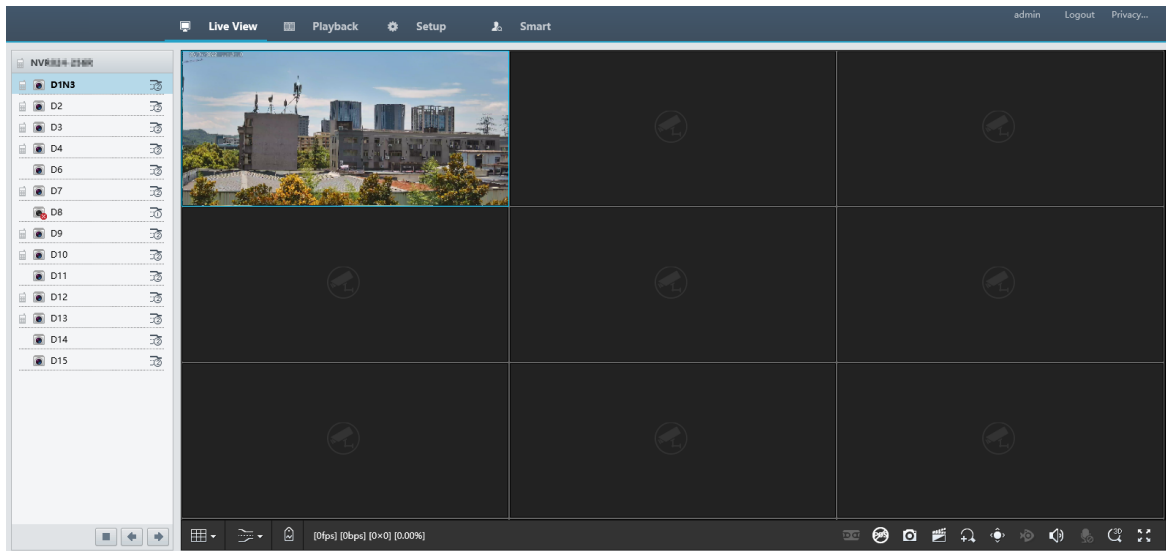 Live View
Playback
Setup
Smart
admin
Logout
Privacy...
D1N3
D2
D3
D4
D6
D7
D8
D9
D10
D11
D12
D13
D14
D15
[0fps] [0bps] [0×0] [0.00%]
3D